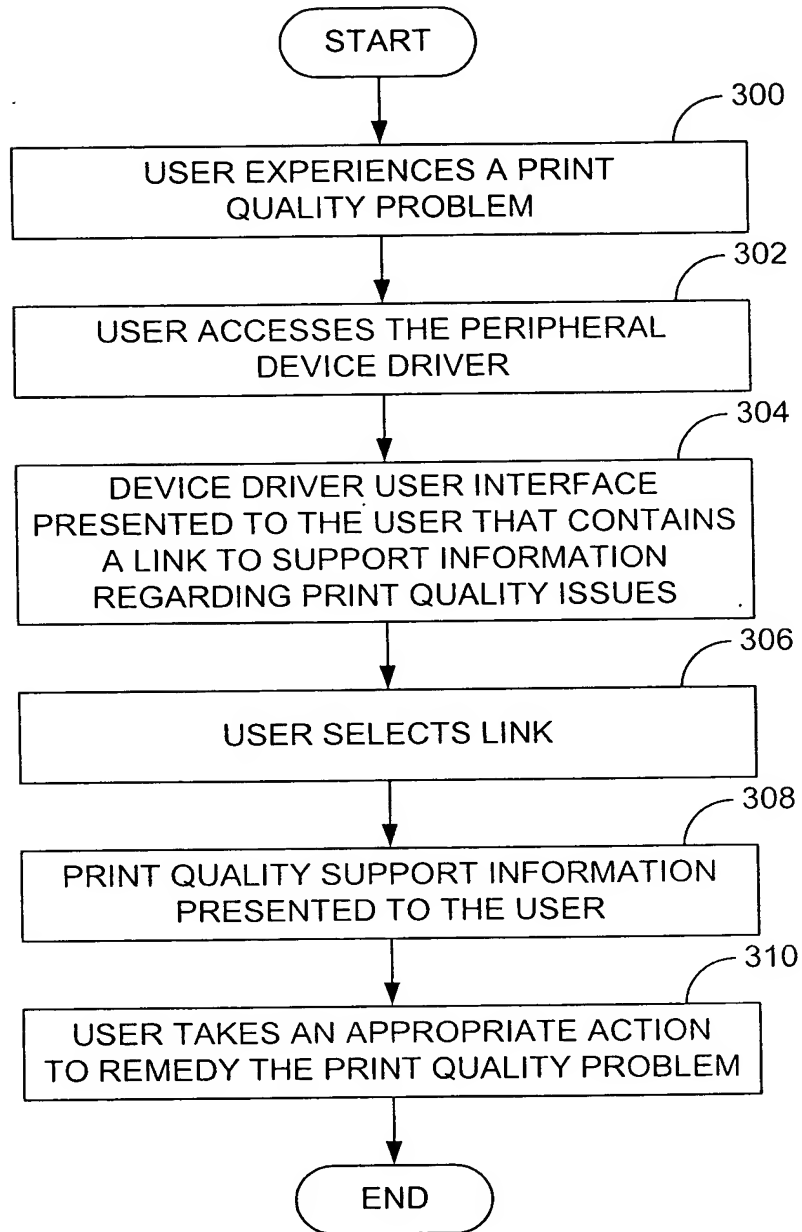 START
300
USER EXPERIENCES A PRINT
QUALITY PROBLEM
302
USER ACCESSES THE PERIPHERAL
DEVICE DRIVER
304
DEVICE DRIVER USER INTERFACE
PRESENTED TO THE USER THAT CONTAINS
A LINK TO SUPPORT INFORMATION
REGARDING PRINT QUALITY ISSUES
306
USER SELECTS LINK
308
PRINT QUALITY SUPPORT INFORMATION
PRESENTED TO THE USER
310
USER TAKES AN APPROPRIATE ACTION
TO REMEDY THE PRINT QUALITY PROBLEM
END